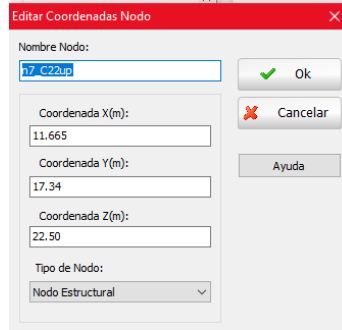 Editar Coordenadas Nodo
Nombre Nodo:
n7_C22up
Ok
Coordenada X(m):
Cancelar
11.665
Coordenada Y(m):
Ayuda
17.34
Coordenada Z(m):
22.50
Tipo de Nodo:
Nodo Estructural